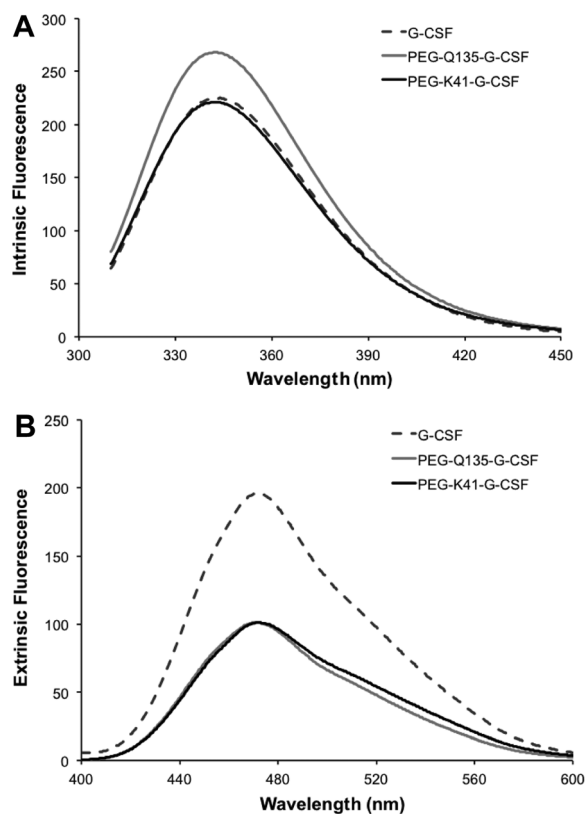 A
Intrinsic Fluorescence
300
250
200
150
100
50
0
G-CSF
PEG-Q135-G-CSF
PEG-K41-G-CSF
300 330 360 390 420 450
Wavelength (nm)
B
Extrinsic Fluorescence
250
200
150
100
50
0
G-CSF
PEG-Q135-G-CSF
PEG-K41-G-CSF
400 440 480 520 560 600
Wavelength (nm)